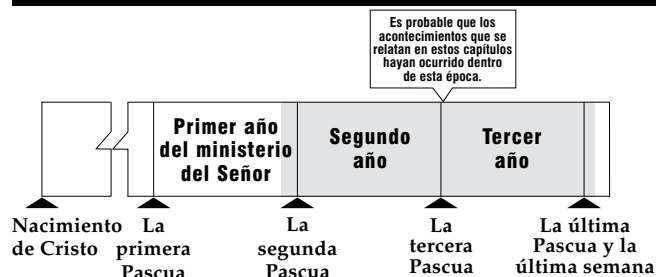 Es probable que los
acontecimientos que se
relatan en estos capítulos
hayan ocurrido dentro
de esta época.
Primer año
del ministerio
del Señor
Segundo
año
Tercer
año
Nacimiento
de Cristo
La
primera
Pascua
La
segunda
Pascua
La
tercera
Pascua
La última
Pascua y la
última semana